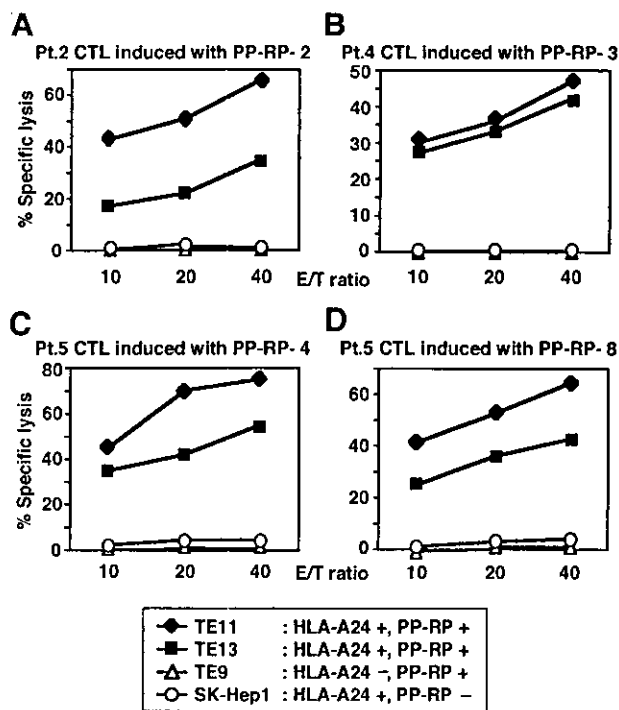 A
Pt.2 CTL induced with PP-RP- 2
% Specific lysis
60
40
20
0
10 20 40 E/T ratio
B
Pt.4 CTL induced with PP-RP- 3
50
40
30
20
10
0
10 20 40
C
Pt.5 CTL induced with PP-RP- 4
% Specific lysis
80
60
40
20
0
10 20 40 E/T ratio
D
Pt.5 CTL induced with PP-RP- 8
60
40
20
0
10 20 40
TE11 : HLA-A24 +, PP-RP +
TE13 : HLA-A24 +, PP-RP +
TE9 : HLA-A24 −, PP-RP +
SK-Hep1 : HLA-A24 +, PP-RP −